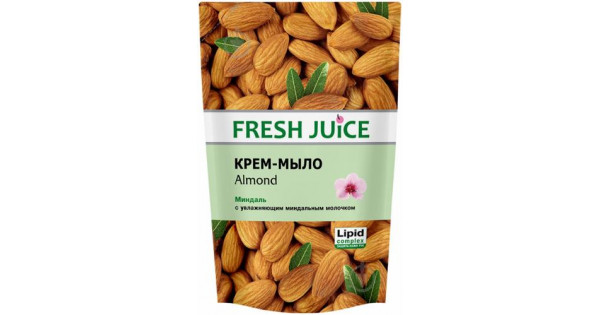 FRESH JUICE
КРЕМ-МЫЛО
Almond
Миндаль
с увлажняющим миндальным молочком
Lipid
complex